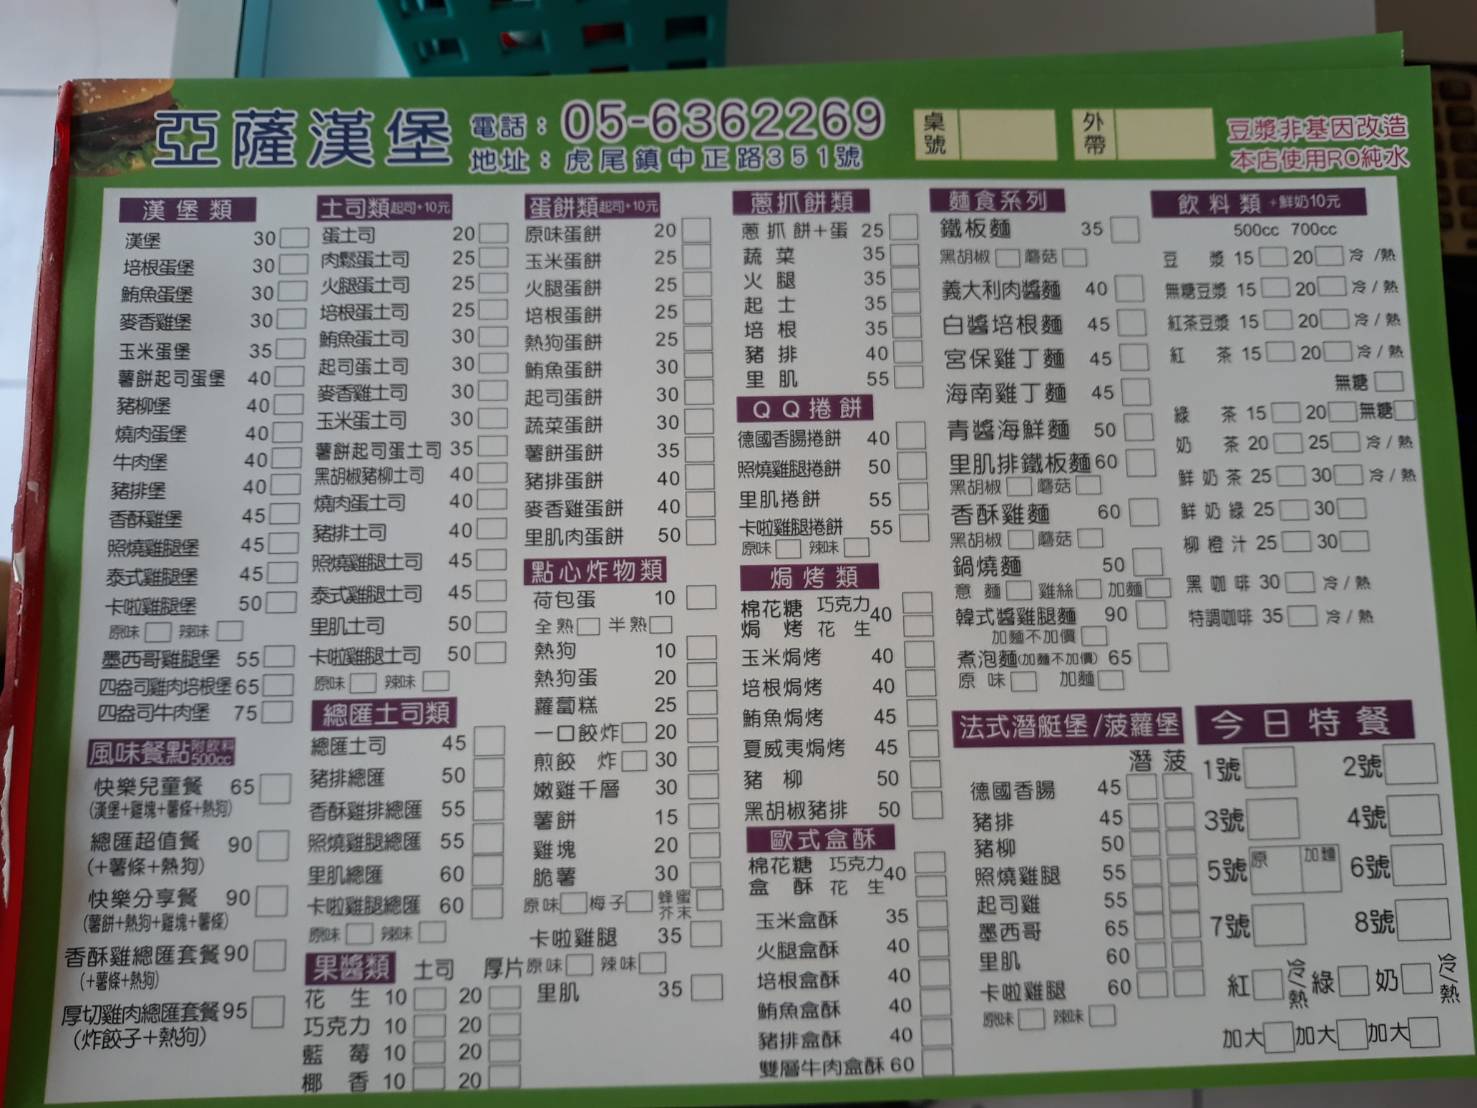 亞薩漢堡
電話：05-6362269
地址：虎尾鎮中正路351號
桌號
外帶
豆漿非基因改造
本店使用RO純水
漢堡類
漢堡 30
培根蛋堡 30
鮪魚蛋堡 30
麥香雞堡 30
玉米蛋堡 35
薯餅起司蛋堡 40
豬柳堡 40
燒肉蛋堡 40
牛肉堡 40
豬排堡 40
香酥雞堡 45
照燒雞腿堡 45
泰式雞腿堡 45
卡啦雞腿堡 50
原味 辣味
墨西哥雞腿堡 55
四盎司雞肉培根堡 65
四盎司牛肉堡 75
風味餐點 附飲料500cc
快樂兒童餐 65
(漢堡+雞塊+薯條+熱狗)
總匯超值餐 90
(+薯條+熱狗)
快樂分享餐 90
(薯餅+熱狗+雞塊+薯條)
香酥雞總匯套餐 90
(+薯條+熱狗)
厚切雞肉總匯套餐 95
(炸餃子+熱狗)
土司類 起司+10元
蛋土司 20
肉鬆蛋土司 25
火腿蛋土司 25
培根蛋土司 25
鮪魚蛋土司 30
起司蛋土司 30
麥香雞土司 30
玉米蛋土司 30
薯餅起司蛋土司 35
黑胡椒豬柳土司 40
燒肉蛋土司 40
豬排土司 40
照燒雞腿土司 45
泰式雞腿土司 45
里肌土司 50
卡啦雞腿土司 50
原味 辣味
總匯土司類
總匯土司 45
豬排總匯 50
香酥雞排總匯 55
照燒雞腿總匯 55
里肌總匯 60
卡啦雞腿總匯 60
原味 辣味
果醬類 土司 厚片
花生 10 20
巧克力 10 20
藍莓 10 20
椰香 10 20
蛋餅類 起司+10元
原味蛋餅 20
玉米蛋餅 25
火腿蛋餅 25
培根蛋餅 25
熱狗蛋餅 25
鮪魚蛋餅 30
起司蛋餅 30
蔬菜蛋餅 30
薯餅蛋餅 35
豬排蛋餅 40
麥香雞蛋餅 40
里肌肉蛋餅 50
點心炸物類
荷包蛋 10
全熟 半熟
熱狗 10
熱狗蛋 20
蘿蔔糕 25
一口餃炸 20
煎餃 炸 30
嫩雞千層 30
薯餅 15
雞塊 20
脆薯 30
原味 梅子 蜂蜜芥末
卡啦雞腿 35
原味 辣味
里肌 35
蔥抓餅類
蔥抓餅+蛋 25
蔬菜 35
火腿 35
起士 35
培根 35
豬排 40
里肌 55
QQ捲餅
德國香腸捲餅 40
照燒雞腿捲餅 50
里肌捲餅 55
卡啦雞腿捲餅 55
原味 辣味
焗烤類
棉花糖焗烤 巧克力 花生 40
玉米焗烤 40
培根焗烤 40
鮪魚焗烤 45
夏威夷焗烤 45
豬柳 50
黑胡椒豬排 50
歐式盒酥
棉花糖盒酥 巧克力 花生 40
玉米盒酥 35
火腿盒酥 40
培根盒酥 40
鮪魚盒酥 40
豬排盒酥 40
雙層牛肉盒酥 60
麵食系列
鐵板麵 35
黑胡椒 蘑菇
義大利肉醬麵 40
白醬培根麵 45
宮保雞丁麵 45
海南雞丁麵 45
青醬海鮮麵 50
里肌排鐵板麵 60
黑胡椒 蘑菇
香酥雞麵 60
黑胡椒 蘑菇
鍋燒麵 50
意麵 雞絲 加麵
韓式醬雞腿麵 90
加麵不加價
煮泡麵(加麵不加價) 65
原味 加麵
法式潛艇堡/菠蘿堡
潛 菠
德國香腸 45
豬排 45
豬柳 50
照燒雞腿 55
起司雞 55
墨西哥 65
里肌 60
卡啦雞腿 60
原味 辣味
飲料類 +鮮奶10元
500cc 700cc
豆漿 15 20 冷/熱
無糖豆漿 15 20 冷/熱
紅茶豆漿 15 20 冷/熱
紅茶 15 20 冷/熱
無糖
綠茶 15 20 無糖
奶茶 20 25 冷/熱
鮮奶茶 25 30 冷/熱
鮮奶綠 25 30
柳橙汁 25 30
黑咖啡 30 冷/熱
特調咖啡 35 冷/熱
今日特餐
1號 2號
3號 4號
5號 原 加麵 6號
7號 8號
紅 冷/熱 綠 奶 冷/熱
加大 加大 加大